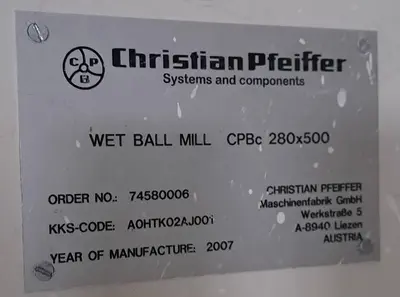 CP
Christian Pfeiffer
Systems and components
WET BALL MILL CPBc 280x500
ORDER NO.: 74580006
KKS-CODE: A0HTK02AJ001
YEAR OF MANUFACTURE: 2007
CHRISTIAN PFEIFFER
Maschinenfabrik GmbH
Werkstraße 5
A-8940 Liezen
AUSTRIA